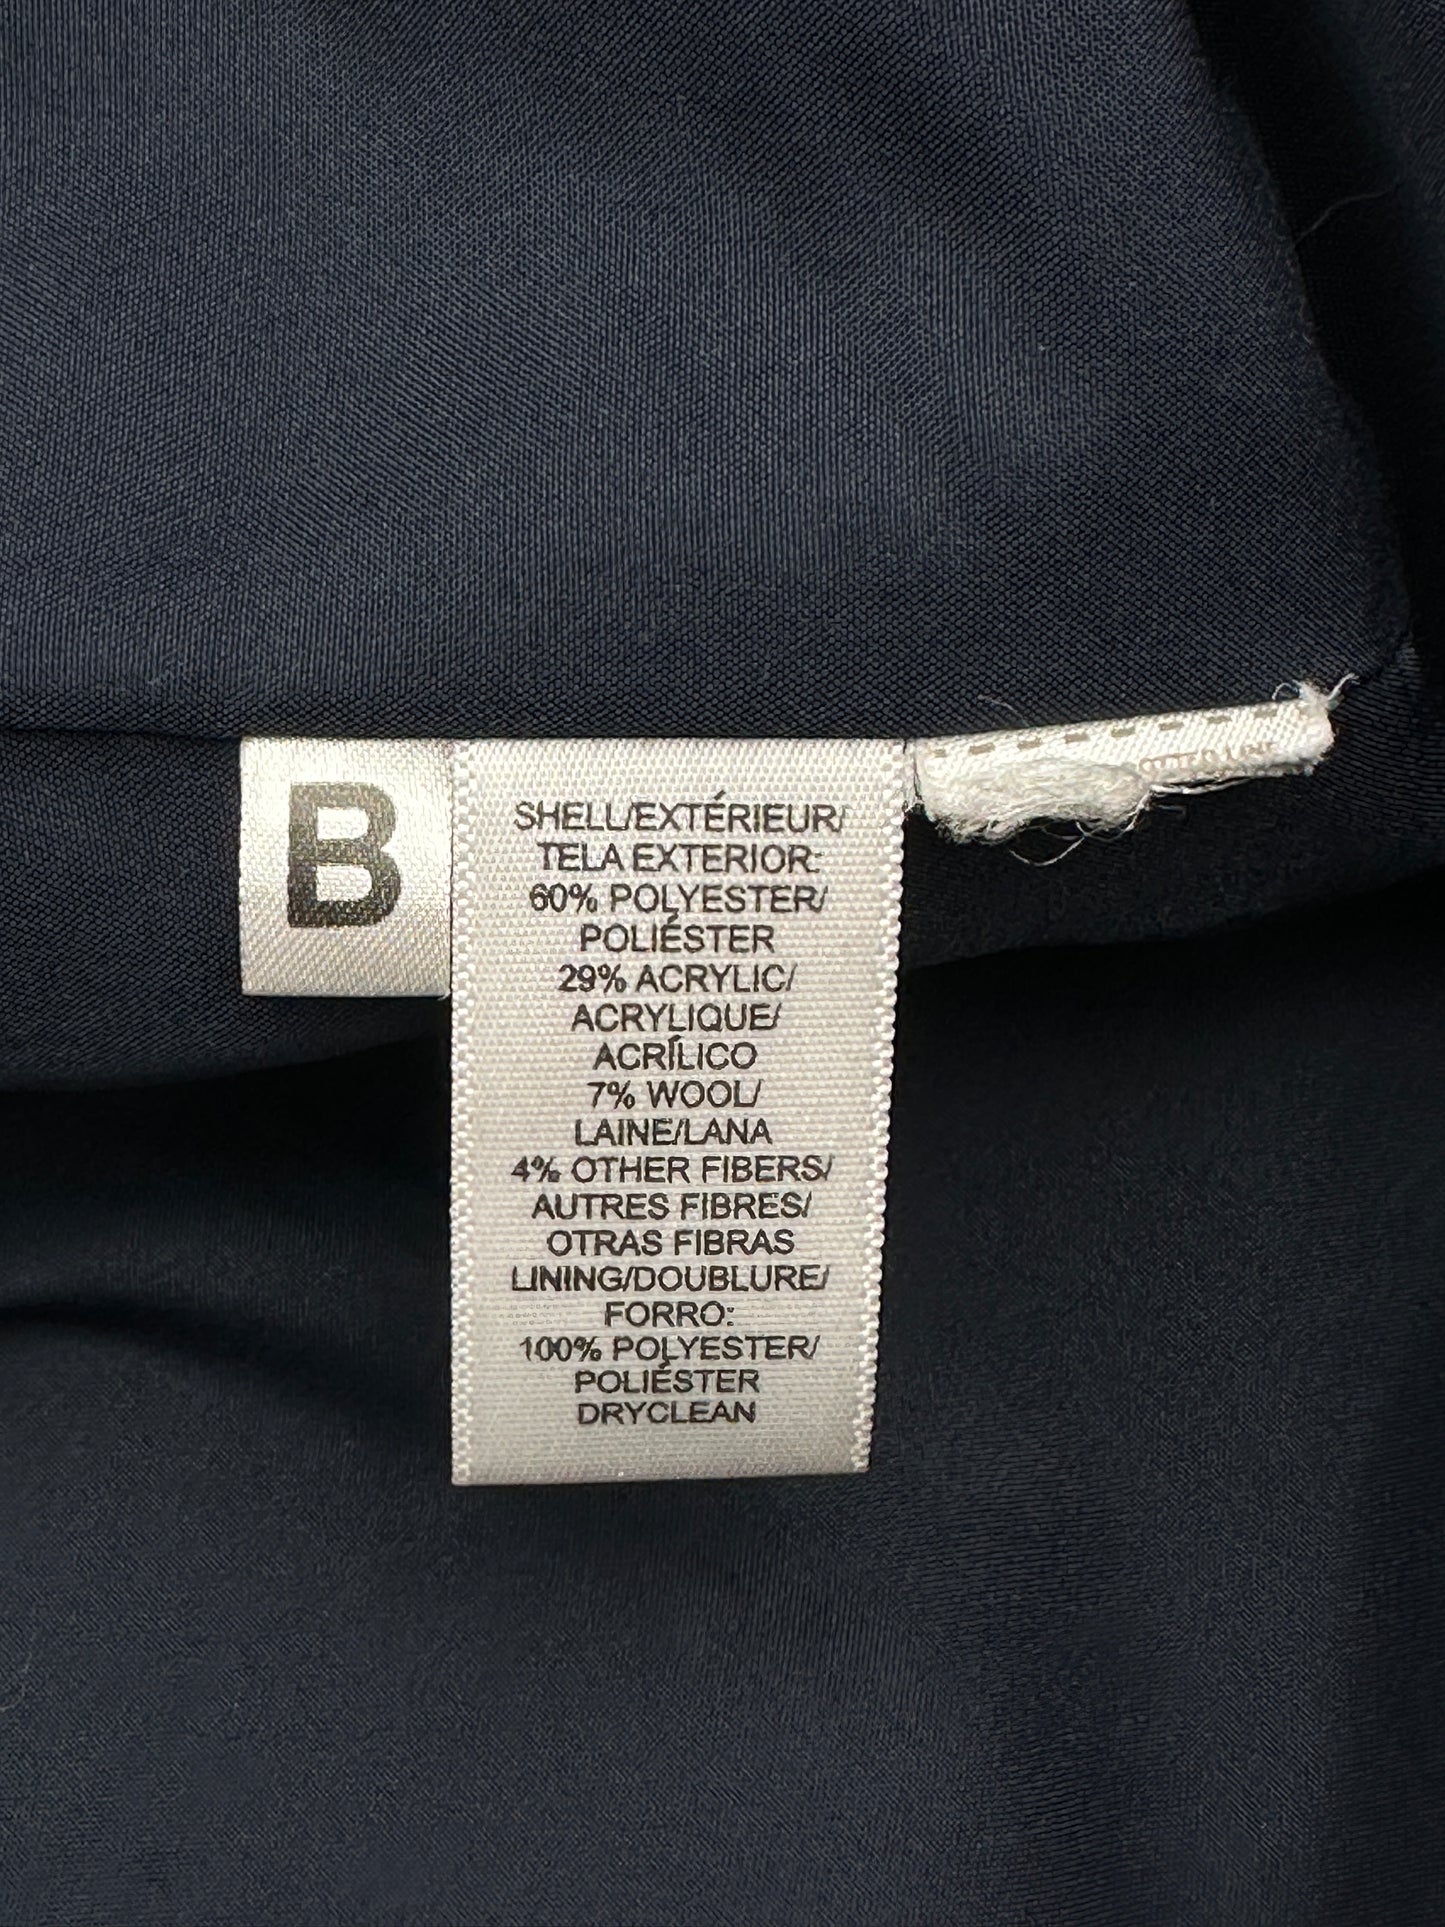 B
SHELL/EXTÉRIEUR/
TELA EXTERIOR:
60% POLYESTER/
POLIÉSTER
29% ACRYLIC/
ACRYLIQUE/
ACRÍLICO
7% WOOL/
LAINE/LANA
4% OTHER FIBERS/
AUTRES FIBRES/
OTRAS FIBRAS
LINING/DOUBLURE/
FORRO:
100% POLYESTER/
POLIÉSTER
DRYCLEAN